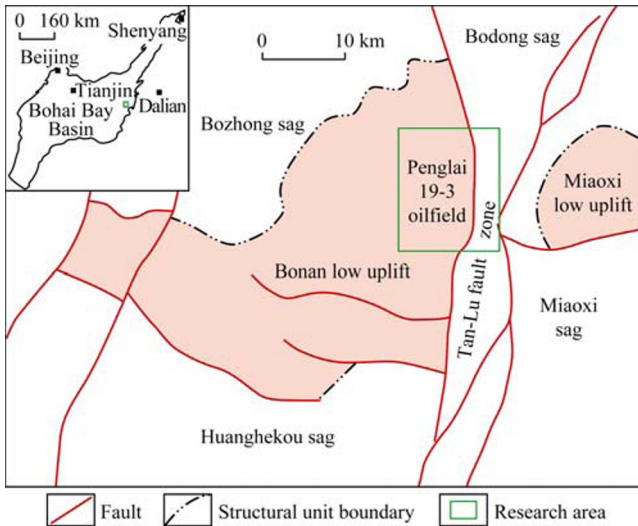 0 160 km
Shenyang
Beijing
Tianjin
Bohai Bay
Basin
Dalian
0 10 km
Bodong sag
Bozhong sag
Penglai
19-3
oilfield
Miaoxi
low uplift
Bonan low uplift
Tan-Lu fault zone
Miaoxi
sag
Huanghekou sag
Fault
Structural unit boundary
Research area